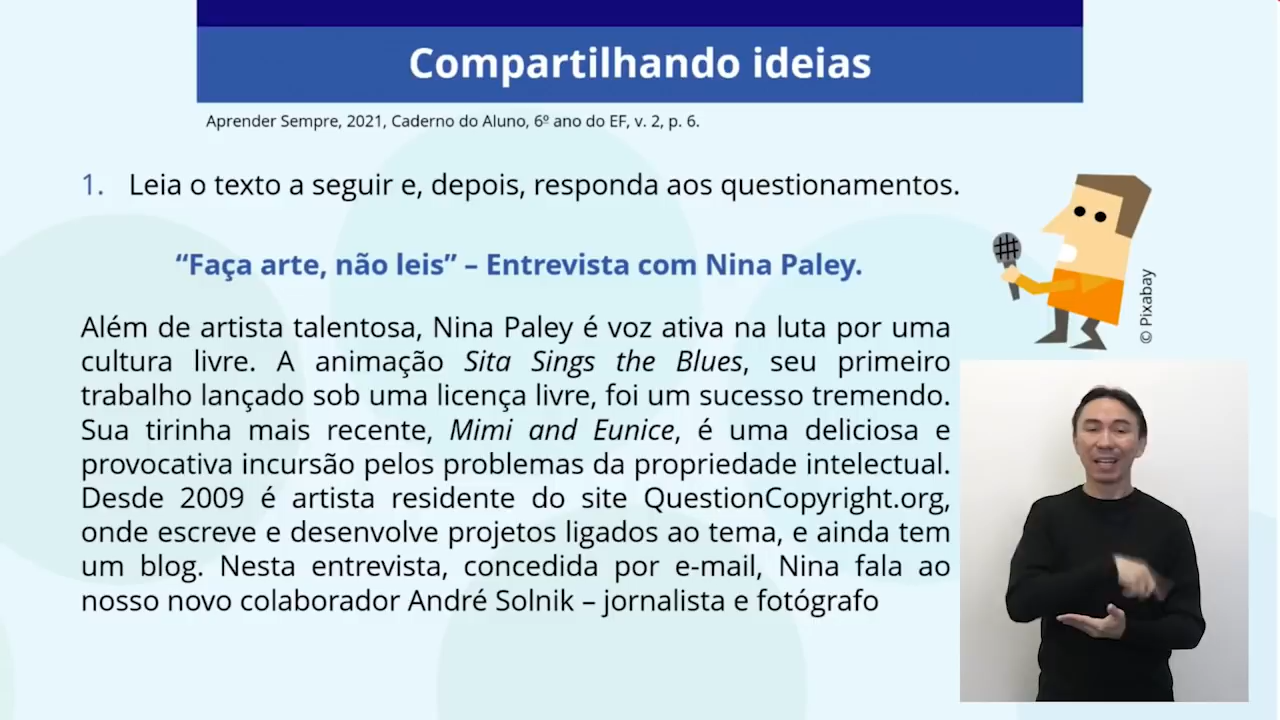 Compartilhando ideias
Aprender Sempre, 2021, Caderno do Aluno, 6º ano do EF, v. 2, p. 6.
1. Leia o texto a seguir e, depois, responda aos questionamentos.
“Faça arte, não leis” – Entrevista com Nina Paley.
© Pixabay
Além de artista talentosa, Nina Paley é voz ativa na luta por uma
cultura livre. A animação Sita Sings the Blues, seu primeiro
trabalho lançado sob uma licença livre, foi um sucesso tremendo.
Sua tirinha mais recente, Mimi and Eunice, é uma deliciosa e
provocativa incursão pelos problemas da propriedade intelectual.
Desde 2009 é artista residente do site QuestionCopyright.org,
onde escreve e desenvolve projetos ligados ao tema, e ainda tem
um blog. Nesta entrevista, concedida por e-mail, Nina fala ao
nosso novo colaborador André Solnik – jornalista e fotógrafo